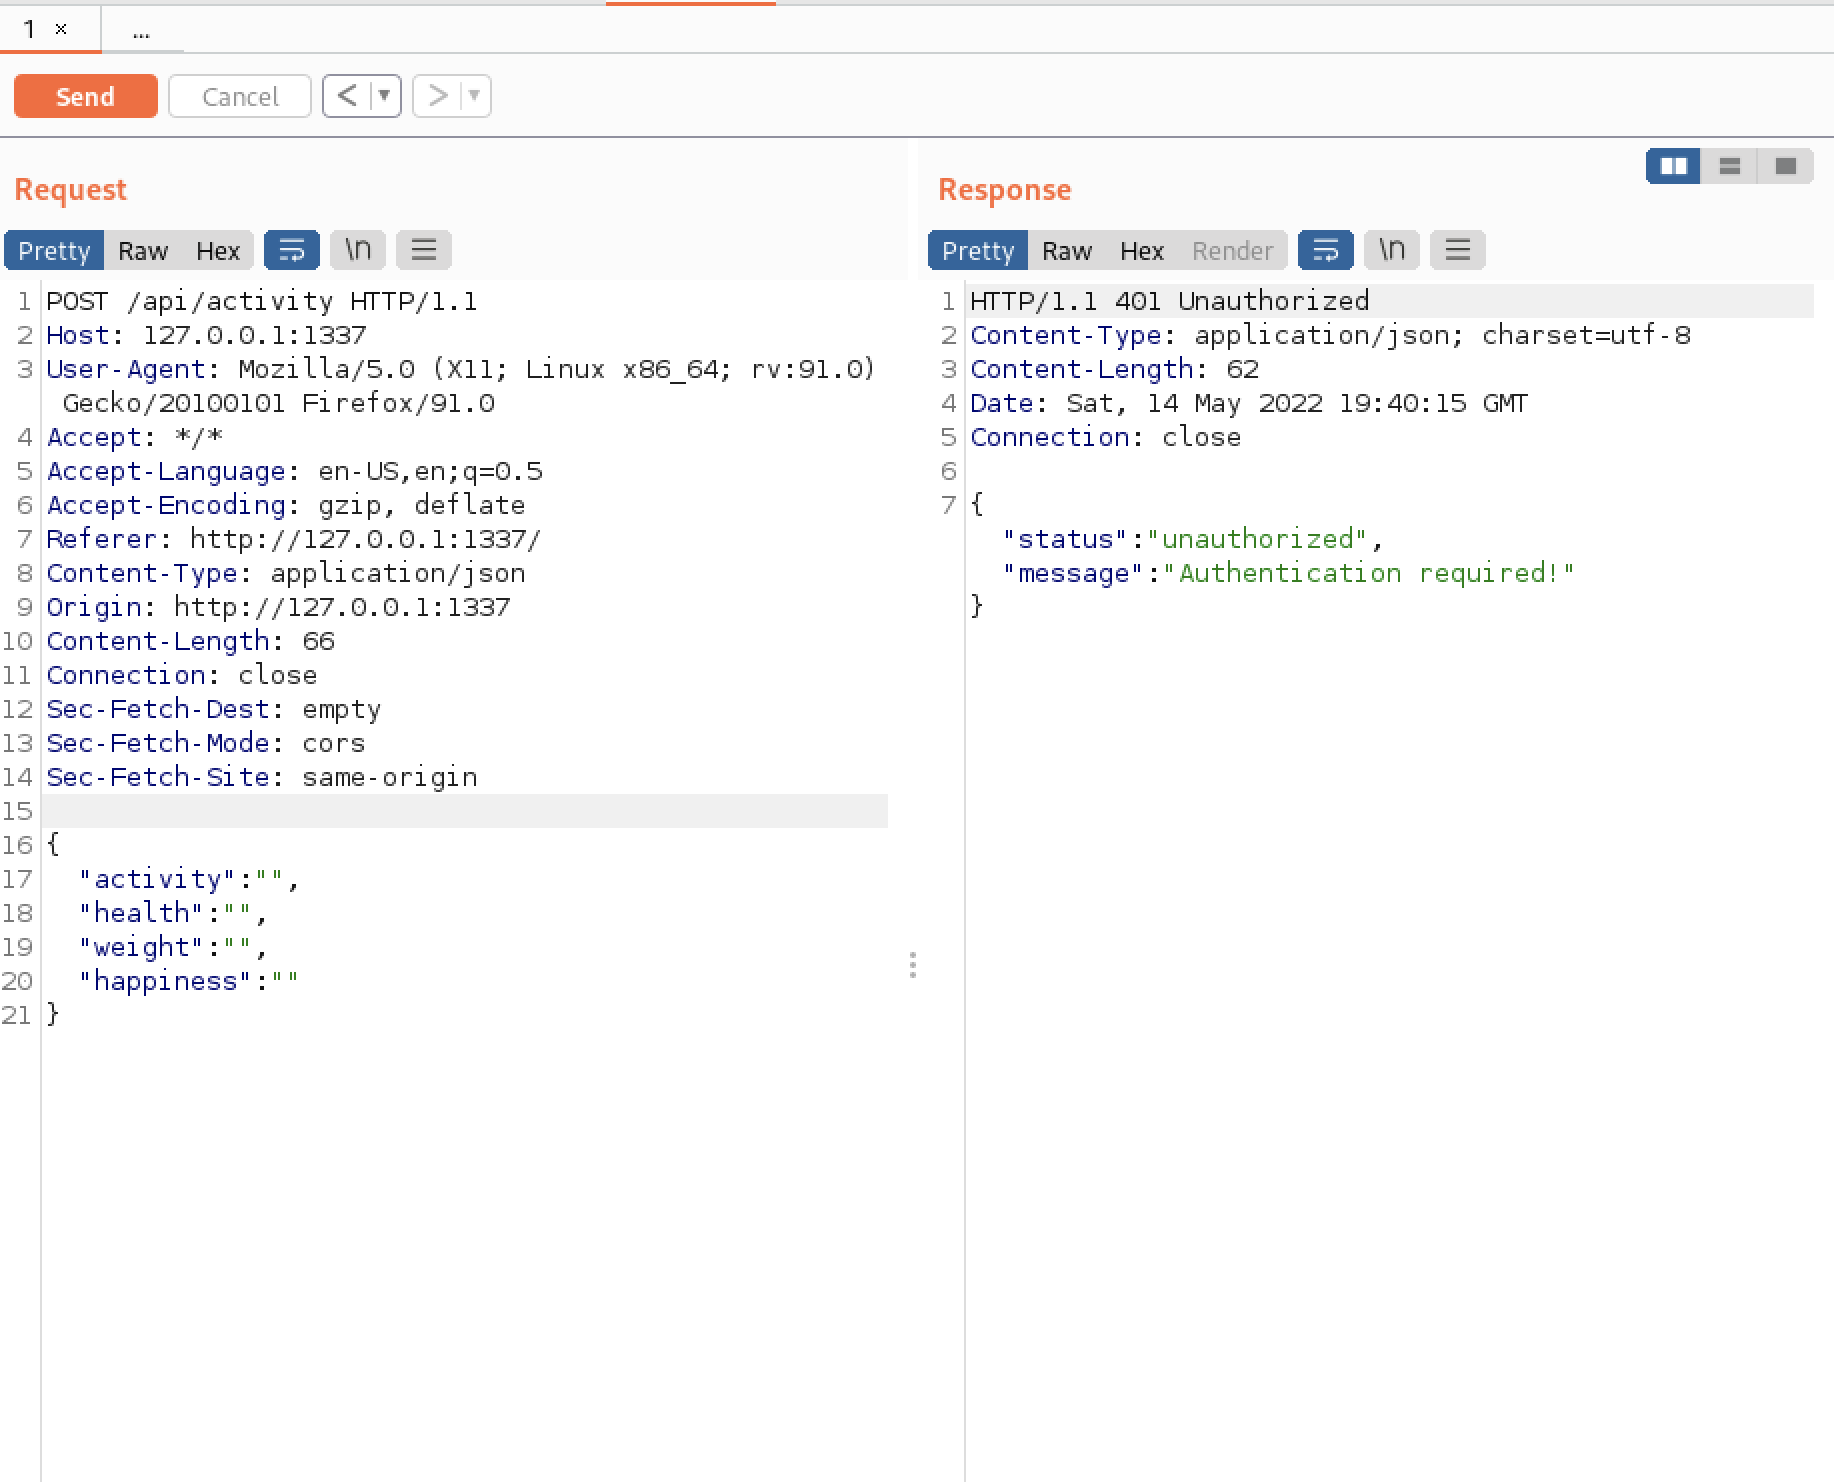 1 × ...
Send Cancel < ▼ > ▼
Request
Pretty Raw Hex \n
1 POST /api/activity HTTP/1.1
2 Host: 127.0.0.1:1337
3 User-Agent: Mozilla/5.0 (X11; Linux x86_64; rv:91.0)
Gecko/20100101 Firefox/91.0
4 Accept: */*
5 Accept-Language: en-US,en;q=0.5
6 Accept-Encoding: gzip, deflate
7 Referer: http://127.0.0.1:1337/
8 Content-Type: application/json
9 Origin: http://127.0.0.1:1337
10 Content-Length: 66
11 Connection: close
12 Sec-Fetch-Dest: empty
13 Sec-Fetch-Mode: cors
14 Sec-Fetch-Site: same-origin
15
16 {
17 "activity":"",
18 "health":"",
19 "weight":"",
20 "happiness":""
21 }
Response
Pretty Raw Hex Render \n
1 HTTP/1.1 401 Unauthorized
2 Content-Type: application/json; charset=utf-8
3 Content-Length: 62
4 Date: Sat, 14 May 2022 19:40:15 GMT
5 Connection: close
6
7 {
"status":"unauthorized",
"message":"Authentication required!"
}